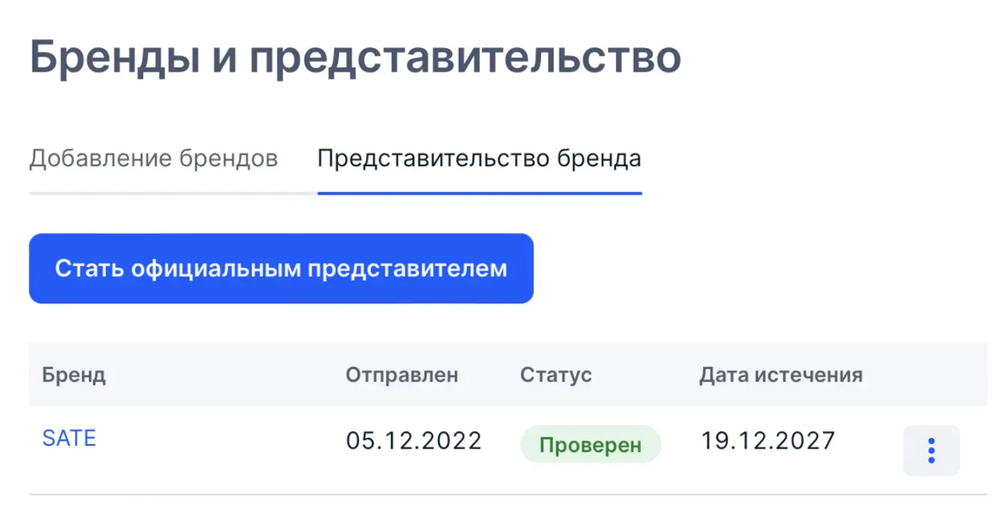 Бренды и представительство
Добавление брендов Представительство бренда
Стать официальным представителем
Бренд Отправлен Статус Дата истечения
SATE 05.12.2022 Проверен 19.12.2027